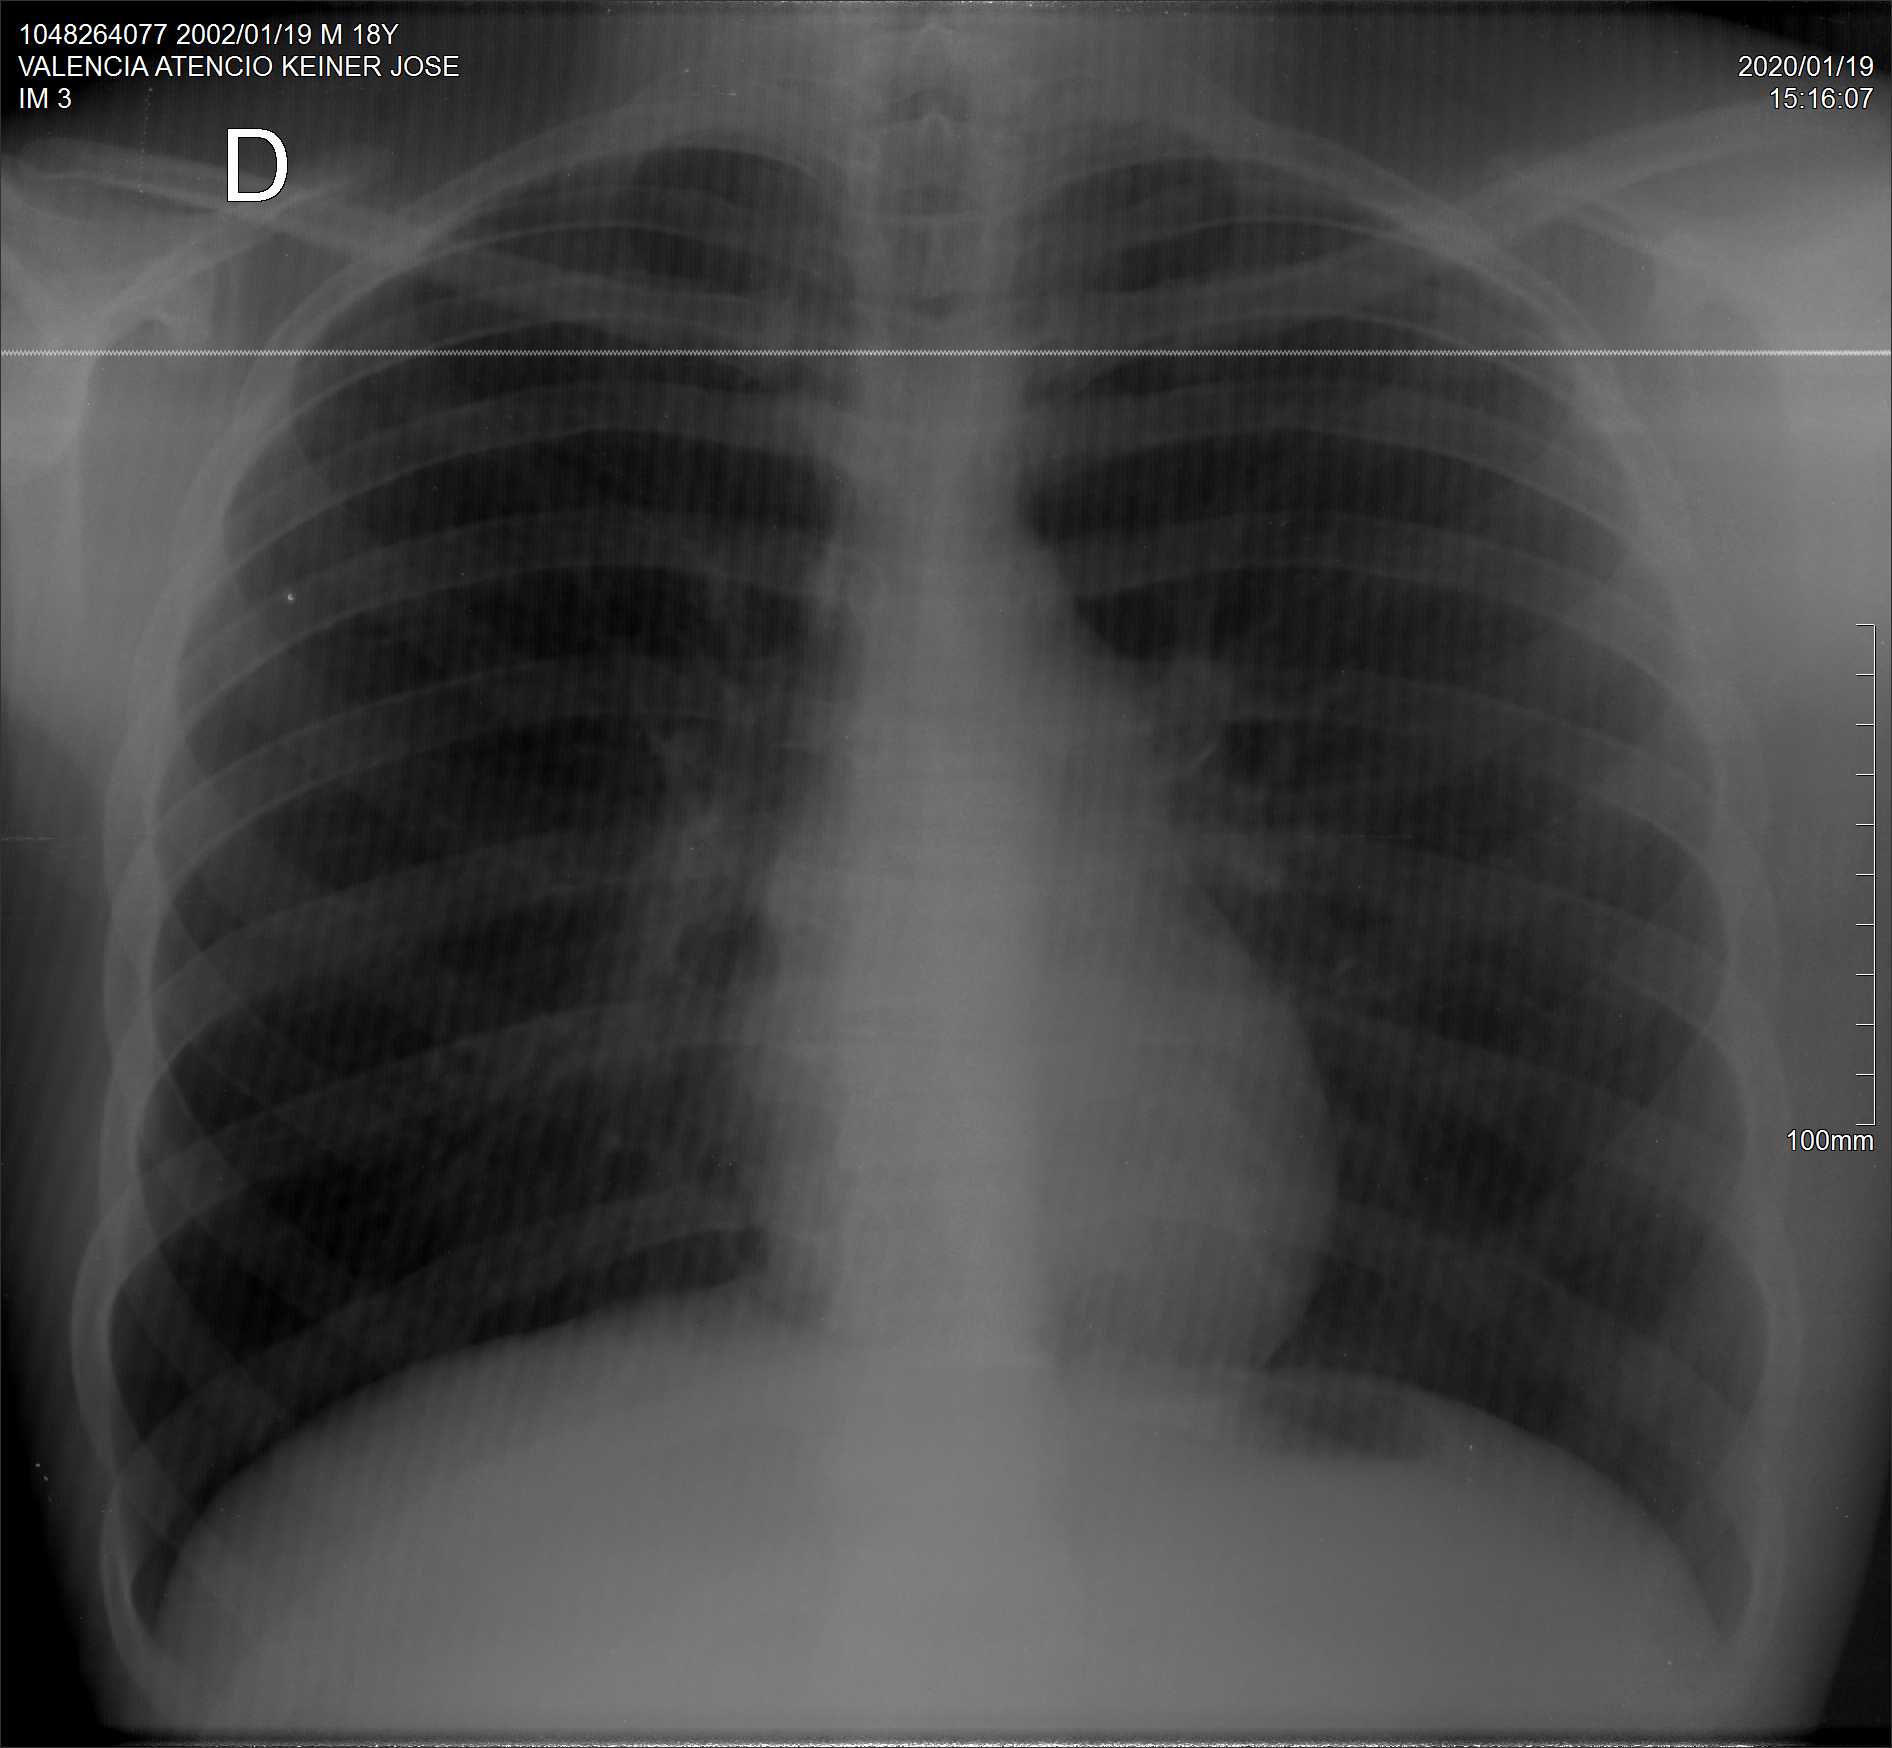 1048264077 2002/01/19 M 18Y
VALENCIA ATENCIO KEINER JOSE
IM 3
2020/01/19
15:16:07
D
100mm